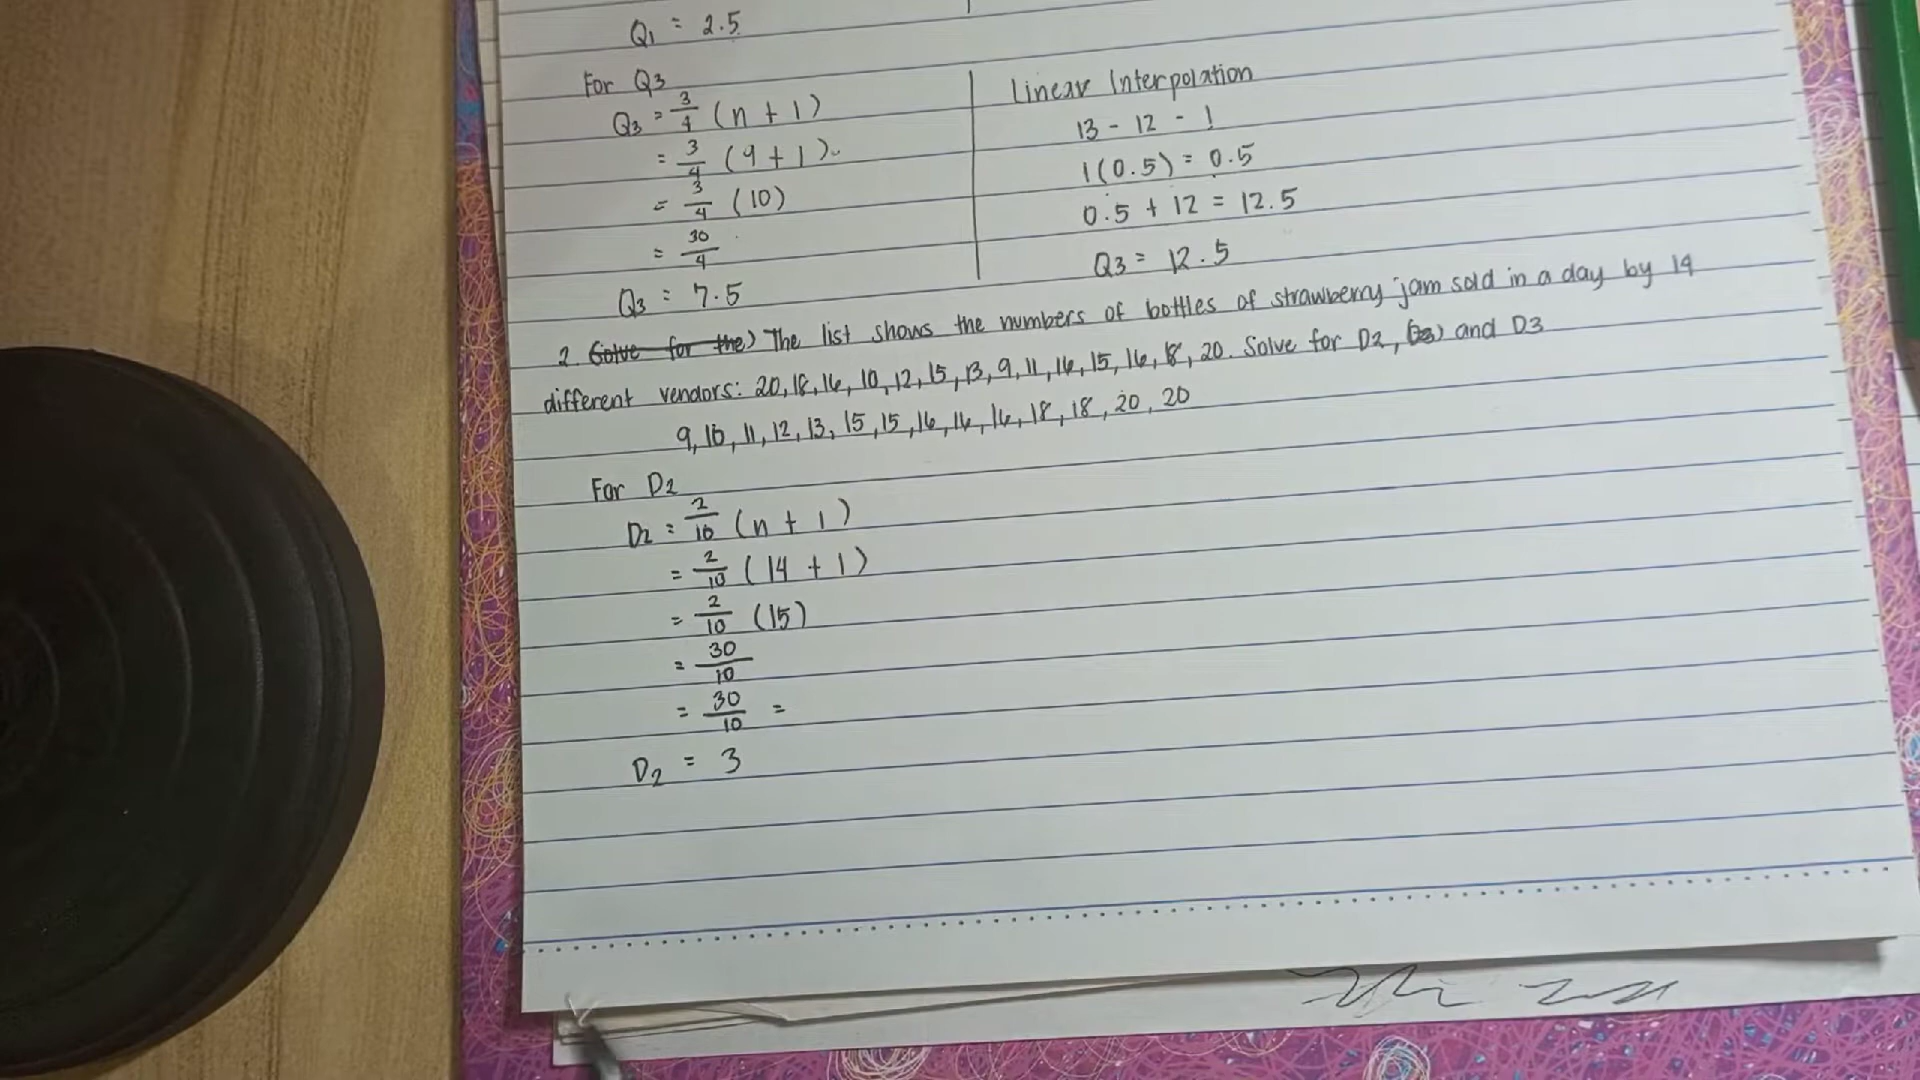 Q1 = 2.5
For Q3
Q3 = 3/4 (n + 1)
= 3/4 (9 + 1)
= 3/4 (10)
= 30/4
Q3 = 7.5
Linear Interpolation
13 - 12 - 1
1(0.5) = 0.5
0.5 + 12 = 12.5
Q3 = 12.5
2. Solve for the) The list shows the numbers of bottles of strawberry jam sold in a day by 14
different vendors: 20, 18, 16, 10, 12, 15, 13, 9, 11, 16, 15, 16, 18, 20. Solve for D2, and D3
9, 10, 11, 12, 13, 15, 15, 16, 16, 16, 18, 18, 20, 20
For D2
D2 = 2/10 (n + 1)
= 2/10 (14 + 1)
= 2/10 (15)
= 30/10
= 30/10 =
D2 = 3